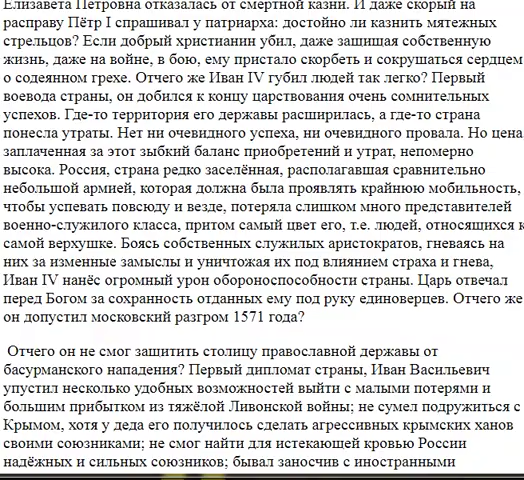 Елизавета Петровна отказалась от смертной казни. И даже скорый на
расправу Пётр I спрашивал у патриарха: достойно ли казнить мятежных
стрельцов? Если добрый христианин убил, даже защищая собственную
жизнь, даже на войне, в бою, ему пристало скорбеть и сокрушаться сердцем
о содеянном грехе. Отчего же Иван IV губил людей так легко? Первый
воевода страны, он добился к концу царствования очень сомнительных
успехов. Где-то территория его державы расширилась, а где-то страна
понесла утраты. Нет ни очевидного успеха, ни очевидного провала. Но цена,
заплаченная за этот зыбкий баланс приобретений и утрат, непомерно
высока. Россия, страна редко заселённая, располагавшая сравнительно
небольшой армией, которая должна была проявлять крайнюю мобильность,
чтобы успевать повсюду и везде, потеряла слишком много представителей
военно-служилого класса, притом самый цвет его, т.е. людей, относящихся к
самой верхушке. Боясь собственных служилых аристократов, гневаясь на
них за изменные замыслы и уничтожая их под влиянием страха и гнева,
Иван IV нанёс огромный урон обороноспособности страны. Царь отвечал
перед Богом за сохранность отданных ему под руку единоверцев. Отчего же
он допустил московский разгром 1571 года?
Отчего он не смог защитить столицу православной державы от
басурманского нападения? Первый дипломат страны, Иван Васильевич
упустил несколько удобных возможностей выйти с малыми потерями и
большим прибытком из тяжёлой Ливонской войны; не сумел подружиться с
Крымом, хотя у деда его получилось сделать агрессивных крымских ханов
своими союзниками; не смог найти для истекающей кровью России
надёжных и сильных союзников; бывал заносчив с иностранными